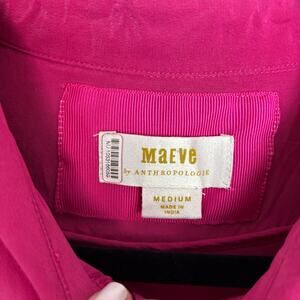 MaEVe
by ANTHROPOLOGIE
MEDIUM
MADE IN
INDIA